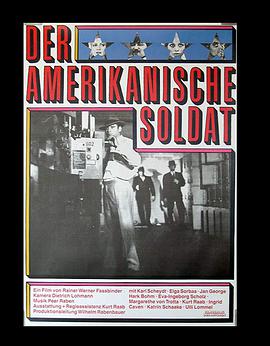 DER
AMERIKANISCHE
SOLDAT
602
Ein Film von Rainer Werner Fassbinder
Kamera Dietrich Lohmann
Musik Peer Raben
Ausstattung + Regieassistenz Kurt Raab
Produktionsleitung Wilhelm Rabenbauer
mit Karl Scheydt · Elga Sorbas · Jan George
Hark Bohm · Eva-Ingeborg Scholz ·
Margarethe von Trotta · Kurt Raab · Ingrid
Caven · Katrin Schaake · Ulli Lommel